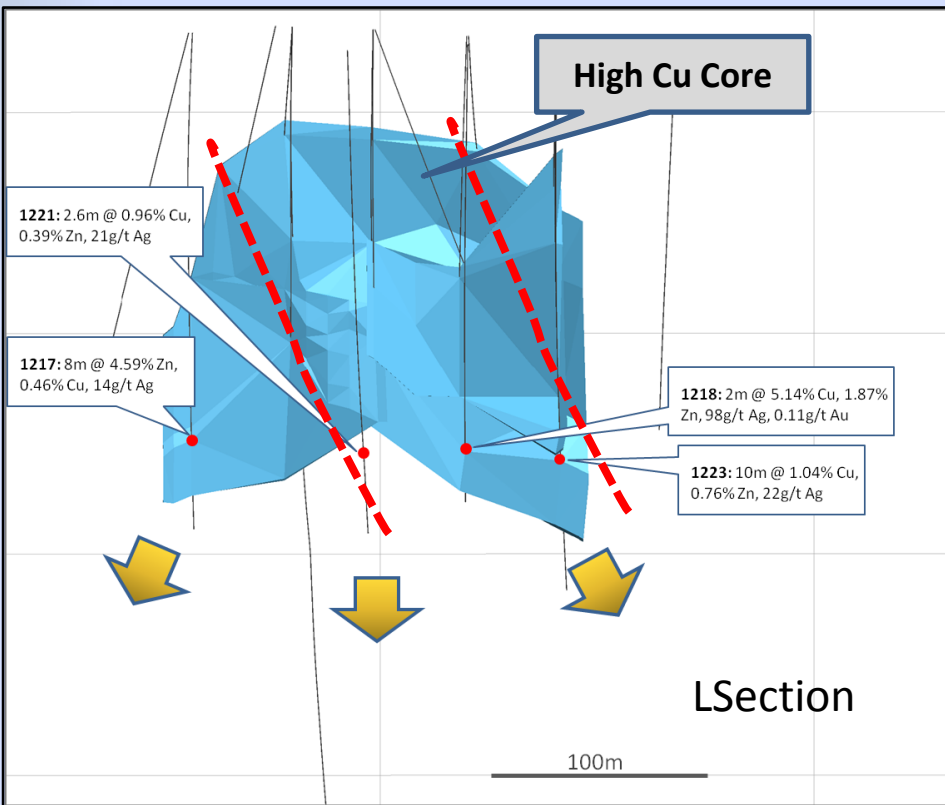 High Cu Core
1221: 2.6m @ 0.96% Cu,
0.39% Zn, 21g/t Ag
1217: 8m @ 4.59% Zn,
0.46% Cu, 14g/t Ag
1218: 2m @ 5.14% Cu, 1.87%
Zn, 98g/t Ag, 0.11g/t Au
1223: 10m @ 1.04% Cu,
0.76% Zn, 22g/t Ag
LSection
100m